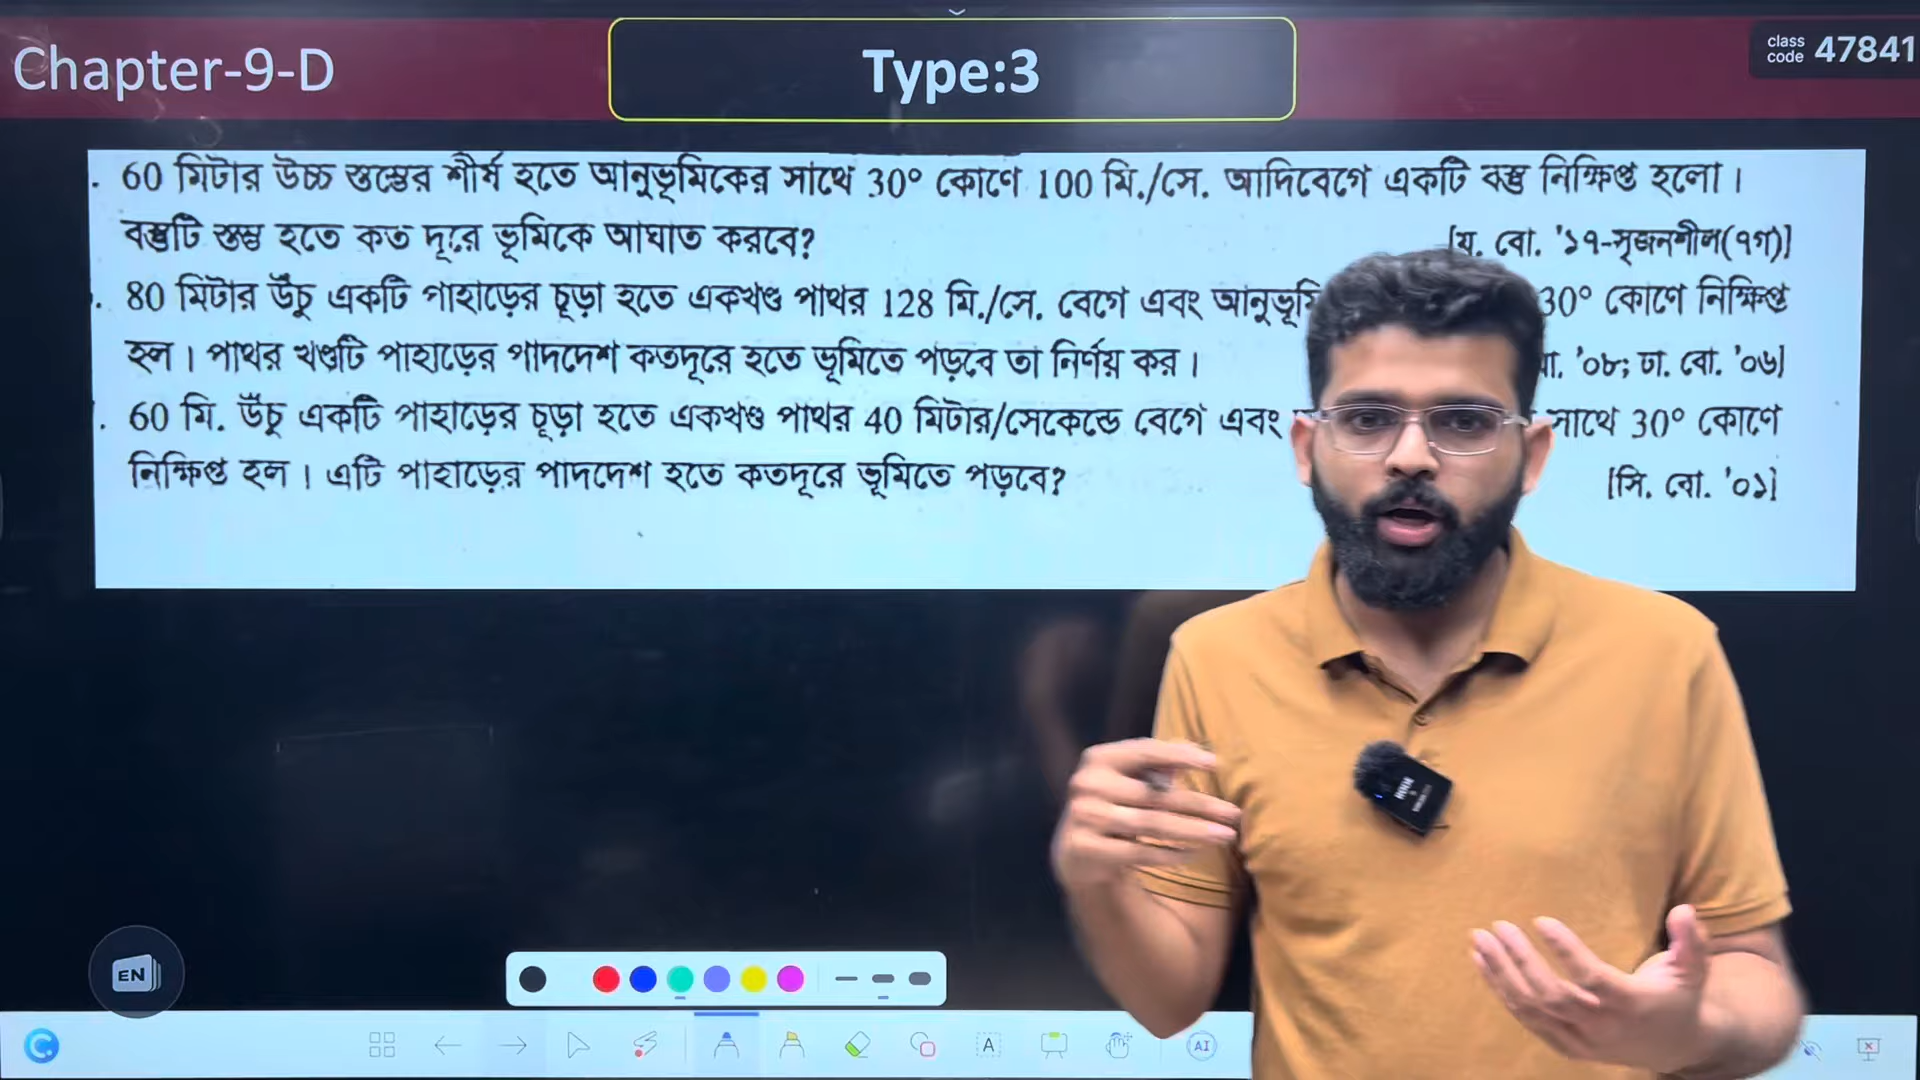 Chapter-9-D
Type:3
class code 47841
. 60 মিটার উচ্চ স্তম্ভের শীর্ষ হতে আনুভূমিকের সাথে 30° কোণে 100 মি./সে. আদিবেগে একটি বস্তু নিক্ষিপ্ত হলো।
বস্তুটি স্তম্ভ হতে কত দূরে ভূমিকে আঘাত করবে? [য. বো. '১৭-সৃজনশীল(৭গ)]
. 80 মিটার উঁচু একটি পাহাড়ের চূড়া হতে একখণ্ড পাথর 128 মি./সে. বেগে এবং আনুভূমি 30° কোণে নিক্ষিপ্ত
হল। পাথর খণ্ডটি পাহাড়ের পাদদেশ কতদূরে হতে ভূমিতে পড়বে তা নির্ণয় কর। '০৮; ঢা. বো. '০৬]
. 60 মি. উঁচু একটি পাহাড়ের চূড়া হতে একখণ্ড পাথর 40 মিটার/সেকেন্ডে বেগে এবং সাথে 30° কোণে
নিক্ষিপ্ত হল। এটি পাহাড়ের পাদদেশ হতে কতদূরে ভূমিতে পড়বে? [সি. বো. '০১]
EN
A
AI